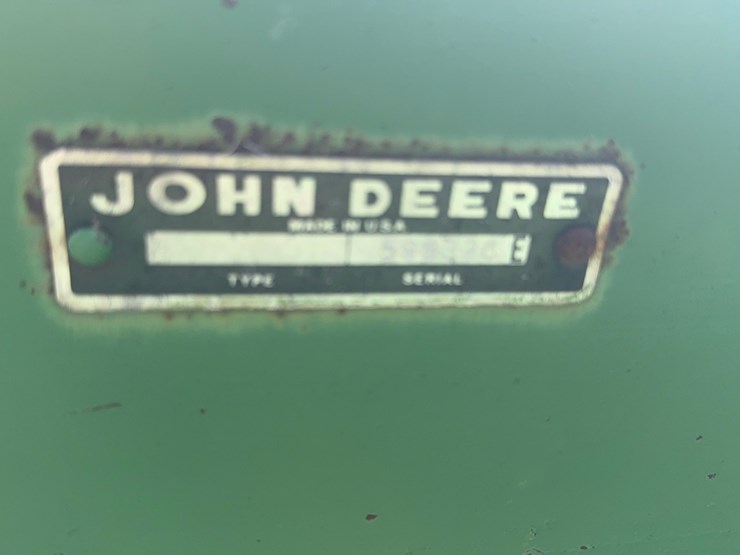 JOHN DEERE
MADE IN U.S.A.
E
TYPE SERIAL